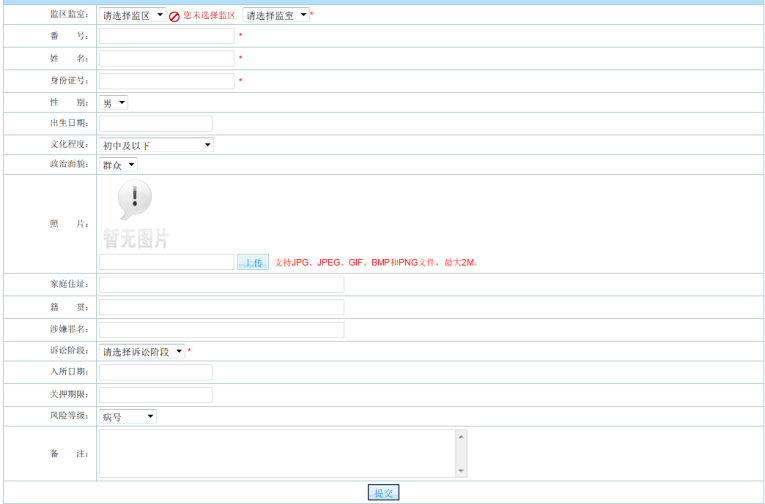 监区监室： 请选择监区 您未选择监区 请选择监室 *
番 号： *
姓 名： *
身份证号： *
性 别： 男
出生日期：
文化程度： 初中及以下
政治面貌： 群众
暂无图片
照 片：
上传 支持JPG、JPEG、GIF、BMP和PNG文件，最大2M。
家庭住址：
籍 贯：
涉嫌罪名：
诉讼阶段： 请选择诉讼阶段 *
入所日期：
关押期限：
风险等级： 病号
备 注：
提交